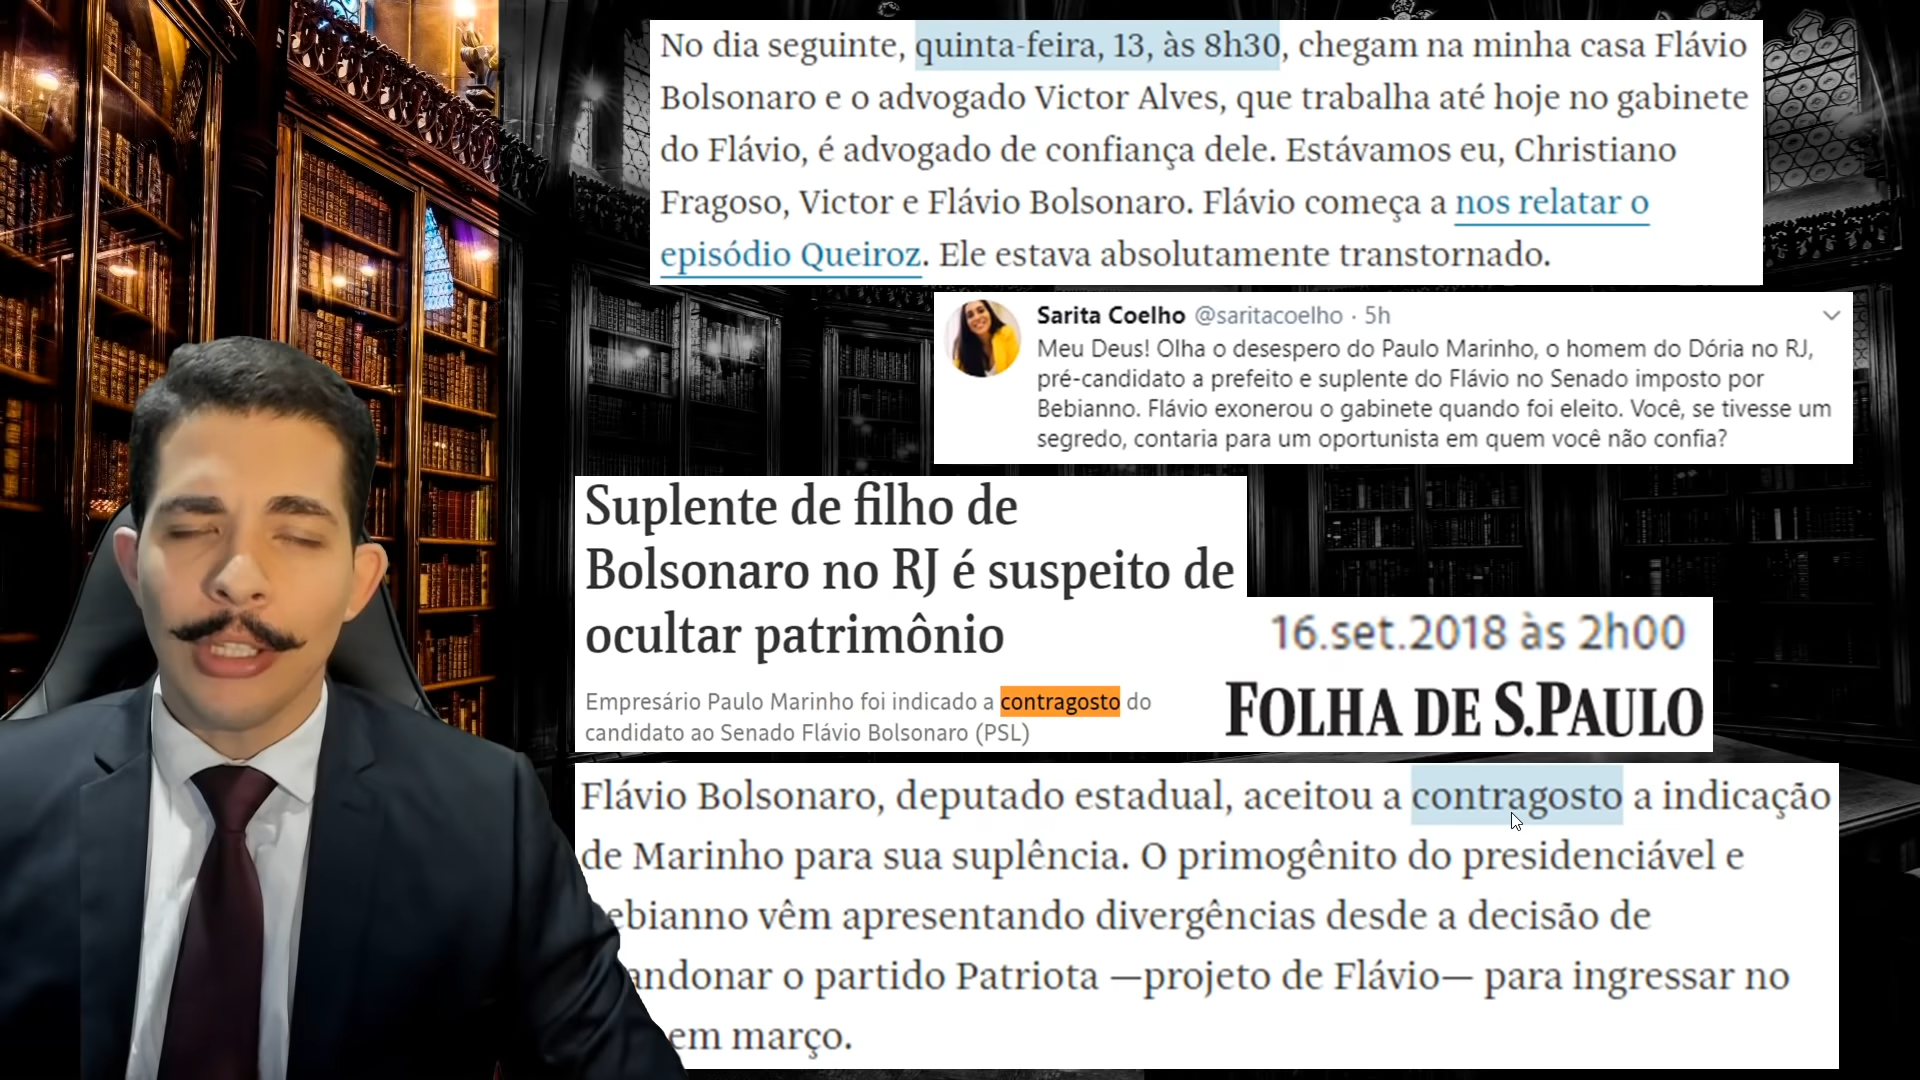 No dia seguinte, quinta-feira, 13, às 8h30, chegam na minha casa Flávio
Bolsonaro e o advogado Victor Alves, que trabalha até hoje no gabinete
do Flávio, é advogado de confiança dele. Estávamos eu, Christiano
Fragoso, Victor e Flávio Bolsonaro. Flávio começa a nos relatar o
episódio Queiroz. Ele estava absolutamente transtornado.
Sarita Coelho @saritacoelho · 5h
Meu Deus! Olha o desespero do Paulo Marinho, o homem do Dória no RJ,
pré-candidato a prefeito e suplente do Flávio no Senado imposto por
Bebianno. Flávio exonerou o gabinete quando foi eleito. Você, se tivesse um
segredo, contaria para um oportunista em quem você não confia?
Suplente de filho de
Bolsonaro no RJ é suspeito de
ocultar patrimônio
Empresário Paulo Marinho foi indicado a contragosto do
candidato ao Senado Flávio Bolsonaro (PSL)
16.set.2018 às 2h00
FOLHA DE S.PAULO
Flávio Bolsonaro, deputado estadual, aceitou a contragosto a indicação
de Marinho para sua suplência. O primogênito do presidenciável e
ebianno vêm apresentando divergências desde a decisão de
andonar o partido Patriota —projeto de Flávio— para ingressar no
em março.